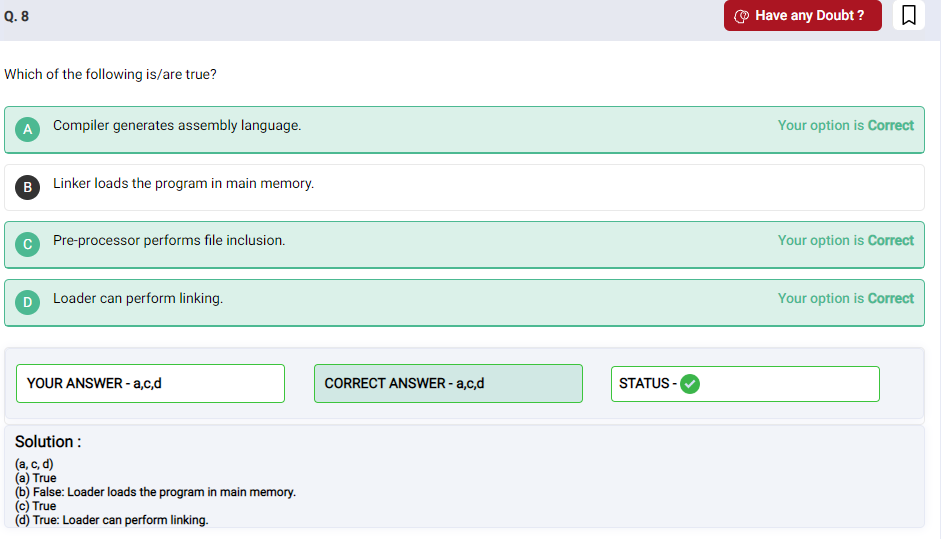 Q. 8
Have any Doubt ?
Which of the following is/are true?
A Compiler generates assembly language. Your option is Correct
B Linker loads the program in main memory.
C Pre-processor performs file inclusion. Your option is Correct
D Loader can perform linking. Your option is Correct
YOUR ANSWER - a,c,d CORRECT ANSWER - a,c,d STATUS -
Solution :
(a, c, d)
(a) True
(b) False: Loader loads the program in main memory.
(c) True
(d) True: Loader can perform linking.